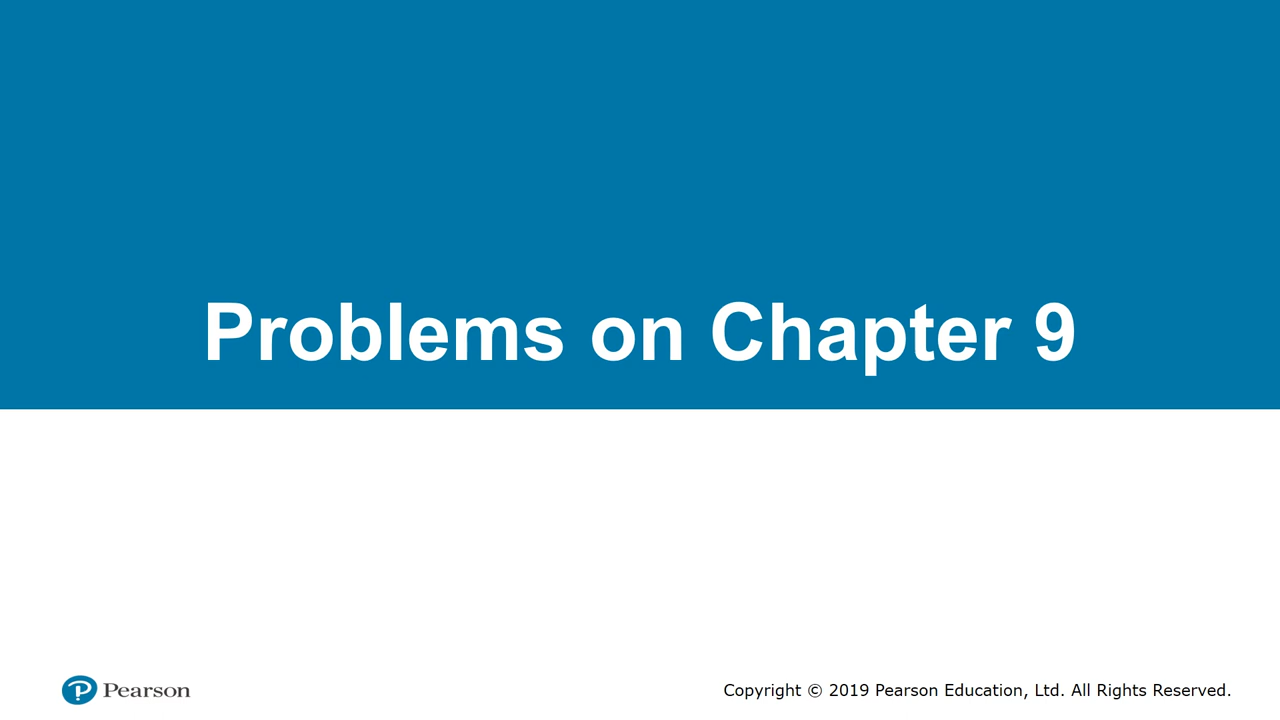 Problems on Chapter 9
Pearson
Copyright © 2019 Pearson Education, Ltd. All Rights Reserved.